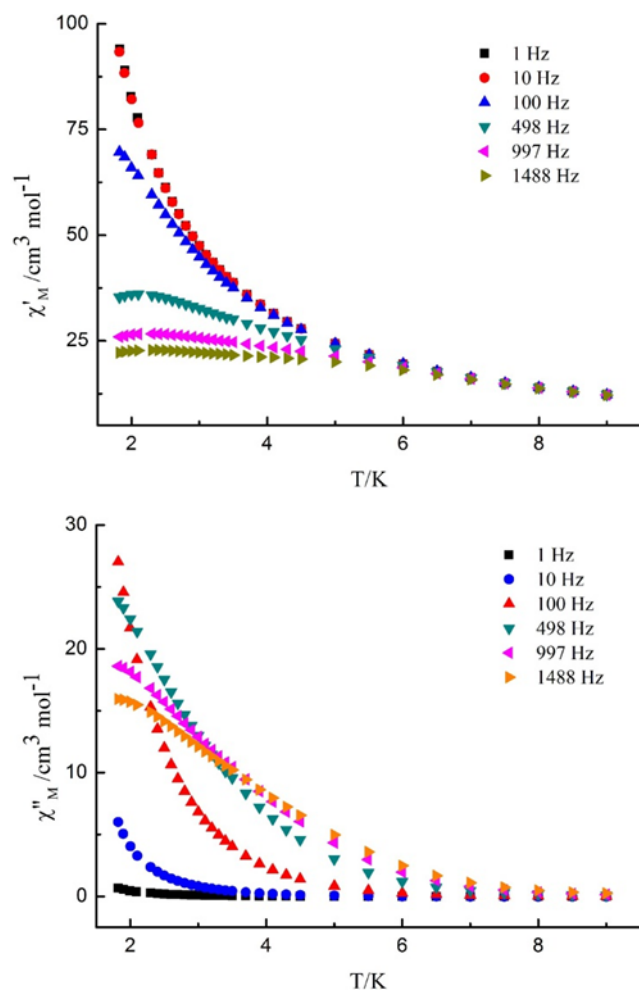 100
75
50
25
χ'M /cm³ mol⁻¹
1 Hz
10 Hz
100 Hz
498 Hz
997 Hz
1488 Hz
2 4 6 8
T/K
30
20
10
0
χ"M /cm³ mol⁻¹
1 Hz
10 Hz
100 Hz
498 Hz
997 Hz
1488 Hz
2 4 6 8
T/K